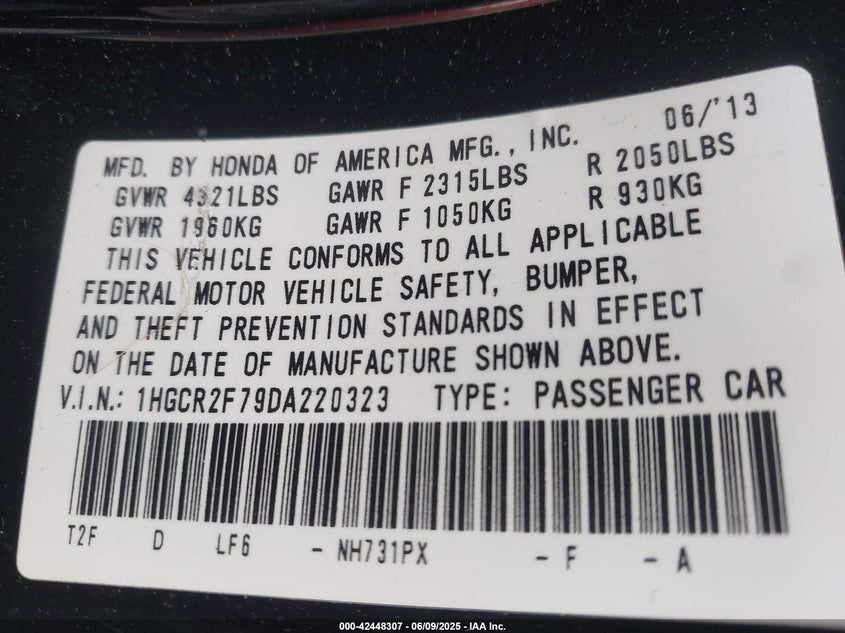 06/'13
MFD. BY HONDA OF AMERICA MFG., INC.
GVWR 4321LBS GAWR F 2315LBS R 2050LBS
GVWR 1960KG GAWR F 1050KG R 930KG
THIS VEHICLE CONFORMS TO ALL APPLICABLE
FEDERAL MOTOR VEHICLE SAFETY, BUMPER,
AND THEFT PREVENTION STANDARDS IN EFFECT
ON THE DATE OF MANUFACTURE SHOWN ABOVE.
V.I.N.: 1HGCR2F79DA220323 TYPE: PASSENGER CAR
T2F D LF6 - NH731PX - F - A
000-42448307 - 06/09/2025 - IAA Inc.